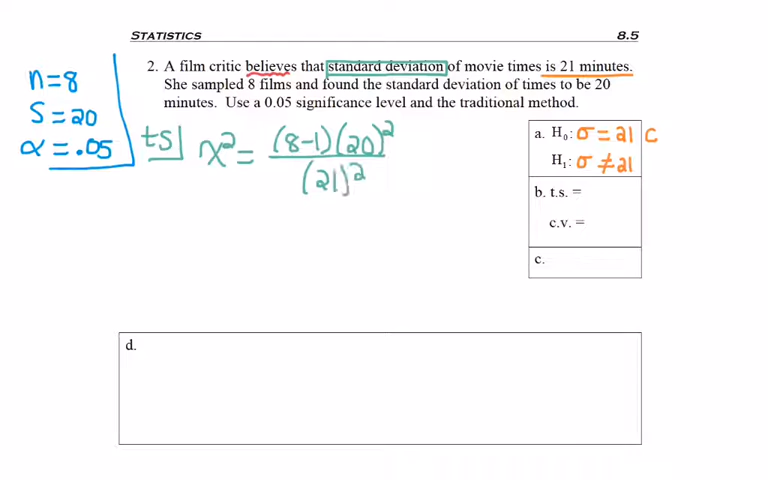 STATISTICS 8.5
2. A film critic believes that standard deviation of movie times is 21 minutes.
She sampled 8 films and found the standard deviation of times to be 20
minutes. Use a 0.05 significance level and the traditional method.
n=8
S=20
α=.05
ts x²= (8-1)(20)²
(21)²
a. H₀: σ=21 C
H₁: σ≠21
b. t.s. =
c.v. =
c.
d.